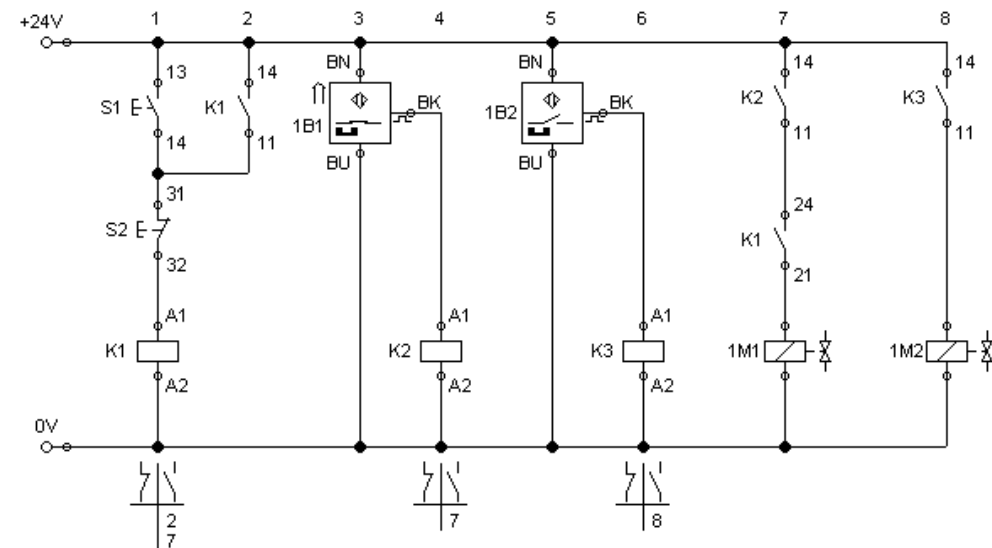 1 2 3 4 5 6 7 8
+24V
BN BN
13 14 14 14
S1 K1 1B1 BK 1B2 BK K2 K3
14 11 11 11
BU BU
31
S2
32
24
K1
21
A1 A1 A1
K1 K2 K3 1M1 1M2
A2 A2 A2
0V
2 7 8
7